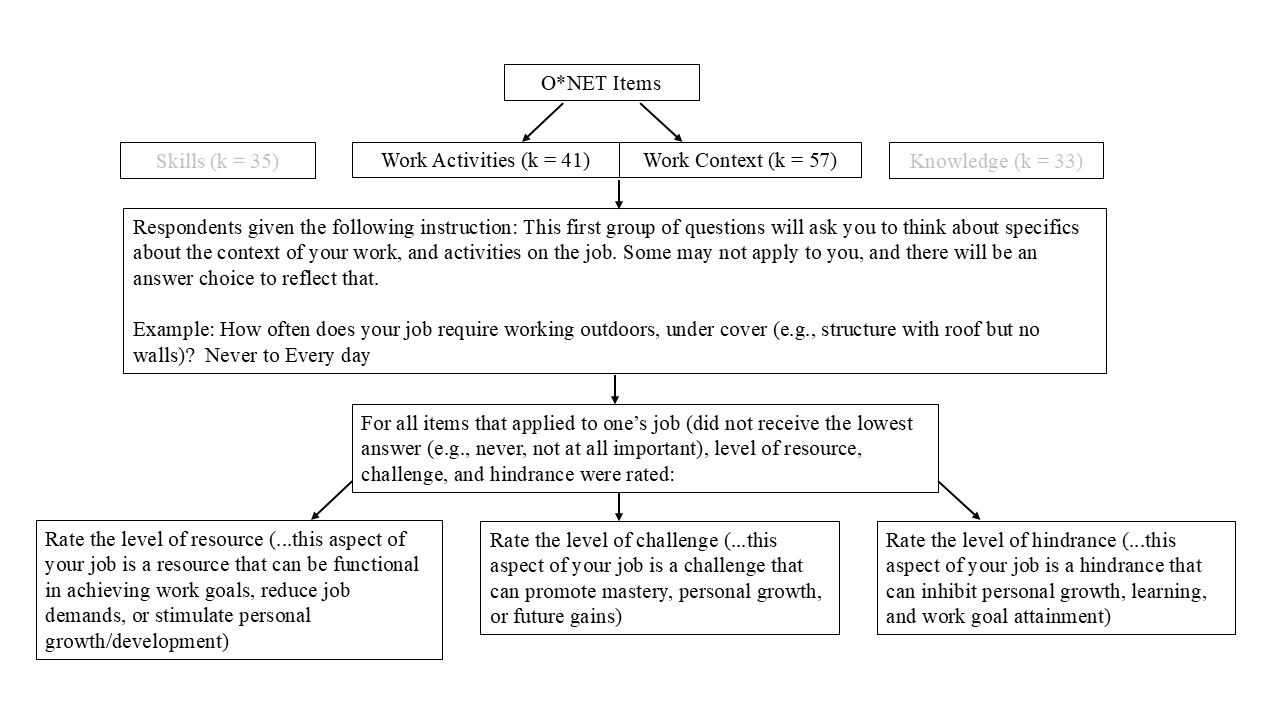 O*NET Items
Skills (k = 35)
Work Activities (k = 41)
Work Context (k = 57)
Knowledge (k = 33)
Respondents given the following instruction: This first group of questions will ask you to think about specifics
about the context of your work, and activities on the job. Some may not apply to you, and there will be an
answer choice to reflect that.
Example: How often does your job require working outdoors, under cover (e.g., structure with roof but no
walls)?  Never to Every day
For all items that applied to one’s job (did not receive the lowest
answer (e.g., never, not at all important), level of resource,
challenge, and hindrance were rated:
Rate the level of resource (...this aspect of
your job is a resource that can be functional
in achieving work goals, reduce job
demands, or stimulate personal
growth/development)
Rate the level of challenge (...this
aspect of your job is a challenge that
can promote mastery, personal growth,
or future gains)
Rate the level of hindrance (...this
aspect of your job is a hindrance that
can inhibit personal growth, learning,
and work goal attainment)